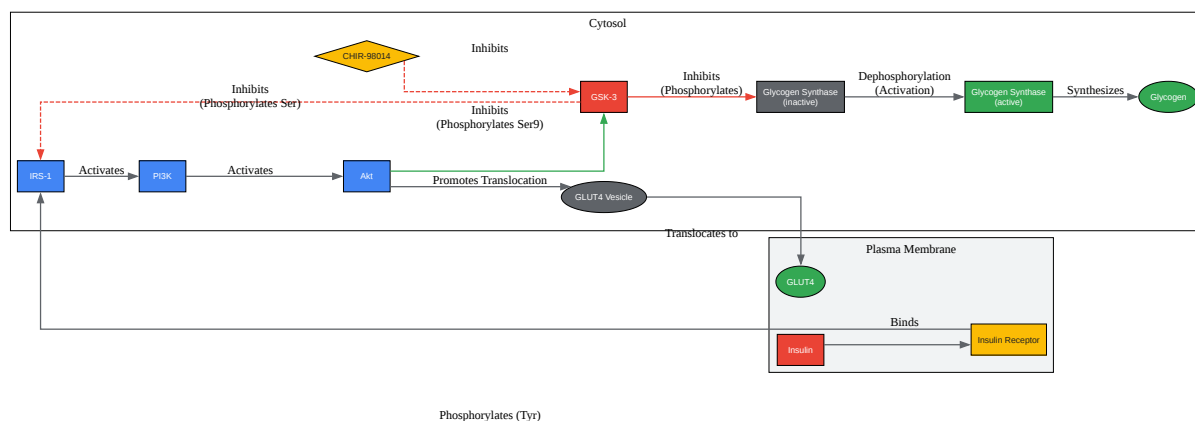 Cytosol
Inhibits
CHIR-98014
Inhibits
(Phosphorylates Ser)
GSK-3
Inhibits
(Phosphorylates)
Glycogen Synthase
(inactive)
Dephosphorylation
(Activation)
Glycogen Synthase
(active)
Synthesizes
Glycogen
Inhibits
(Phosphorylates Ser9)
IRS-1
Activates
PI3K
Activates
Akt
Promotes Translocation
GLUT4 Vesicle
Translocates to
Plasma Membrane
GLUT4
Binds
Insulin
Insulin Receptor
Phosphorylates (Tyr)